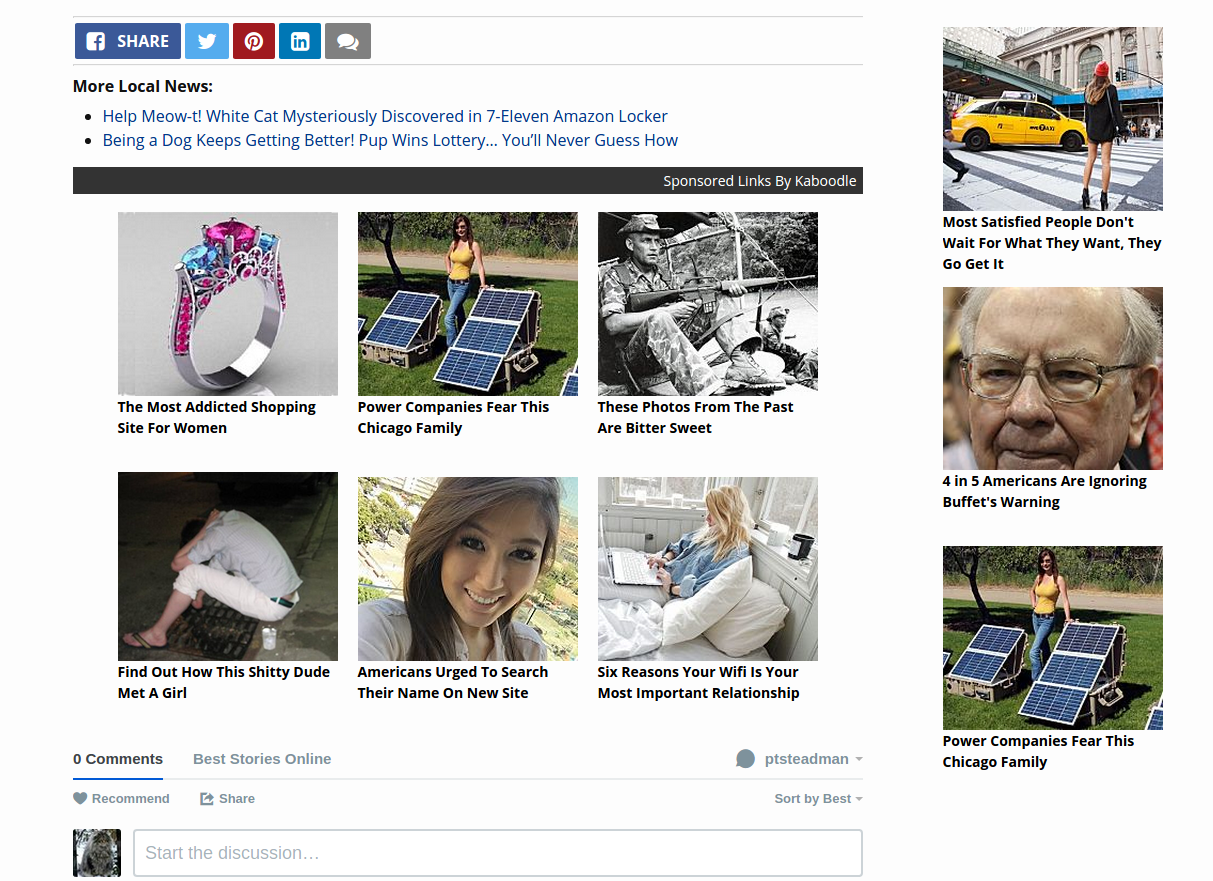 SHARE
More Local News:
Help Meow-t! White Cat Mysteriously Discovered in 7-Eleven Amazon Locker
Being a Dog Keeps Getting Better! Pup Wins Lottery... You’ll Never Guess How
Sponsored Links By Kaboodle
The Most Addicted Shopping
Site For Women
Power Companies Fear This
Chicago Family
These Photos From The Past
Are Bitter Sweet
Find Out How This Shitty Dude
Met A Girl
Americans Urged To Search
Their Name On New Site
Six Reasons Your Wifi Is Your
Most Important Relationship
0 Comments
Best Stories Online
ptsteadman
Recommend
Share
Sort by Best
Start the discussion…
Most Satisfied People Don't
Wait For What They Want, They
Go Get It
4 in 5 Americans Are Ignoring
Buffet's Warning
Power Companies Fear This
Chicago Family